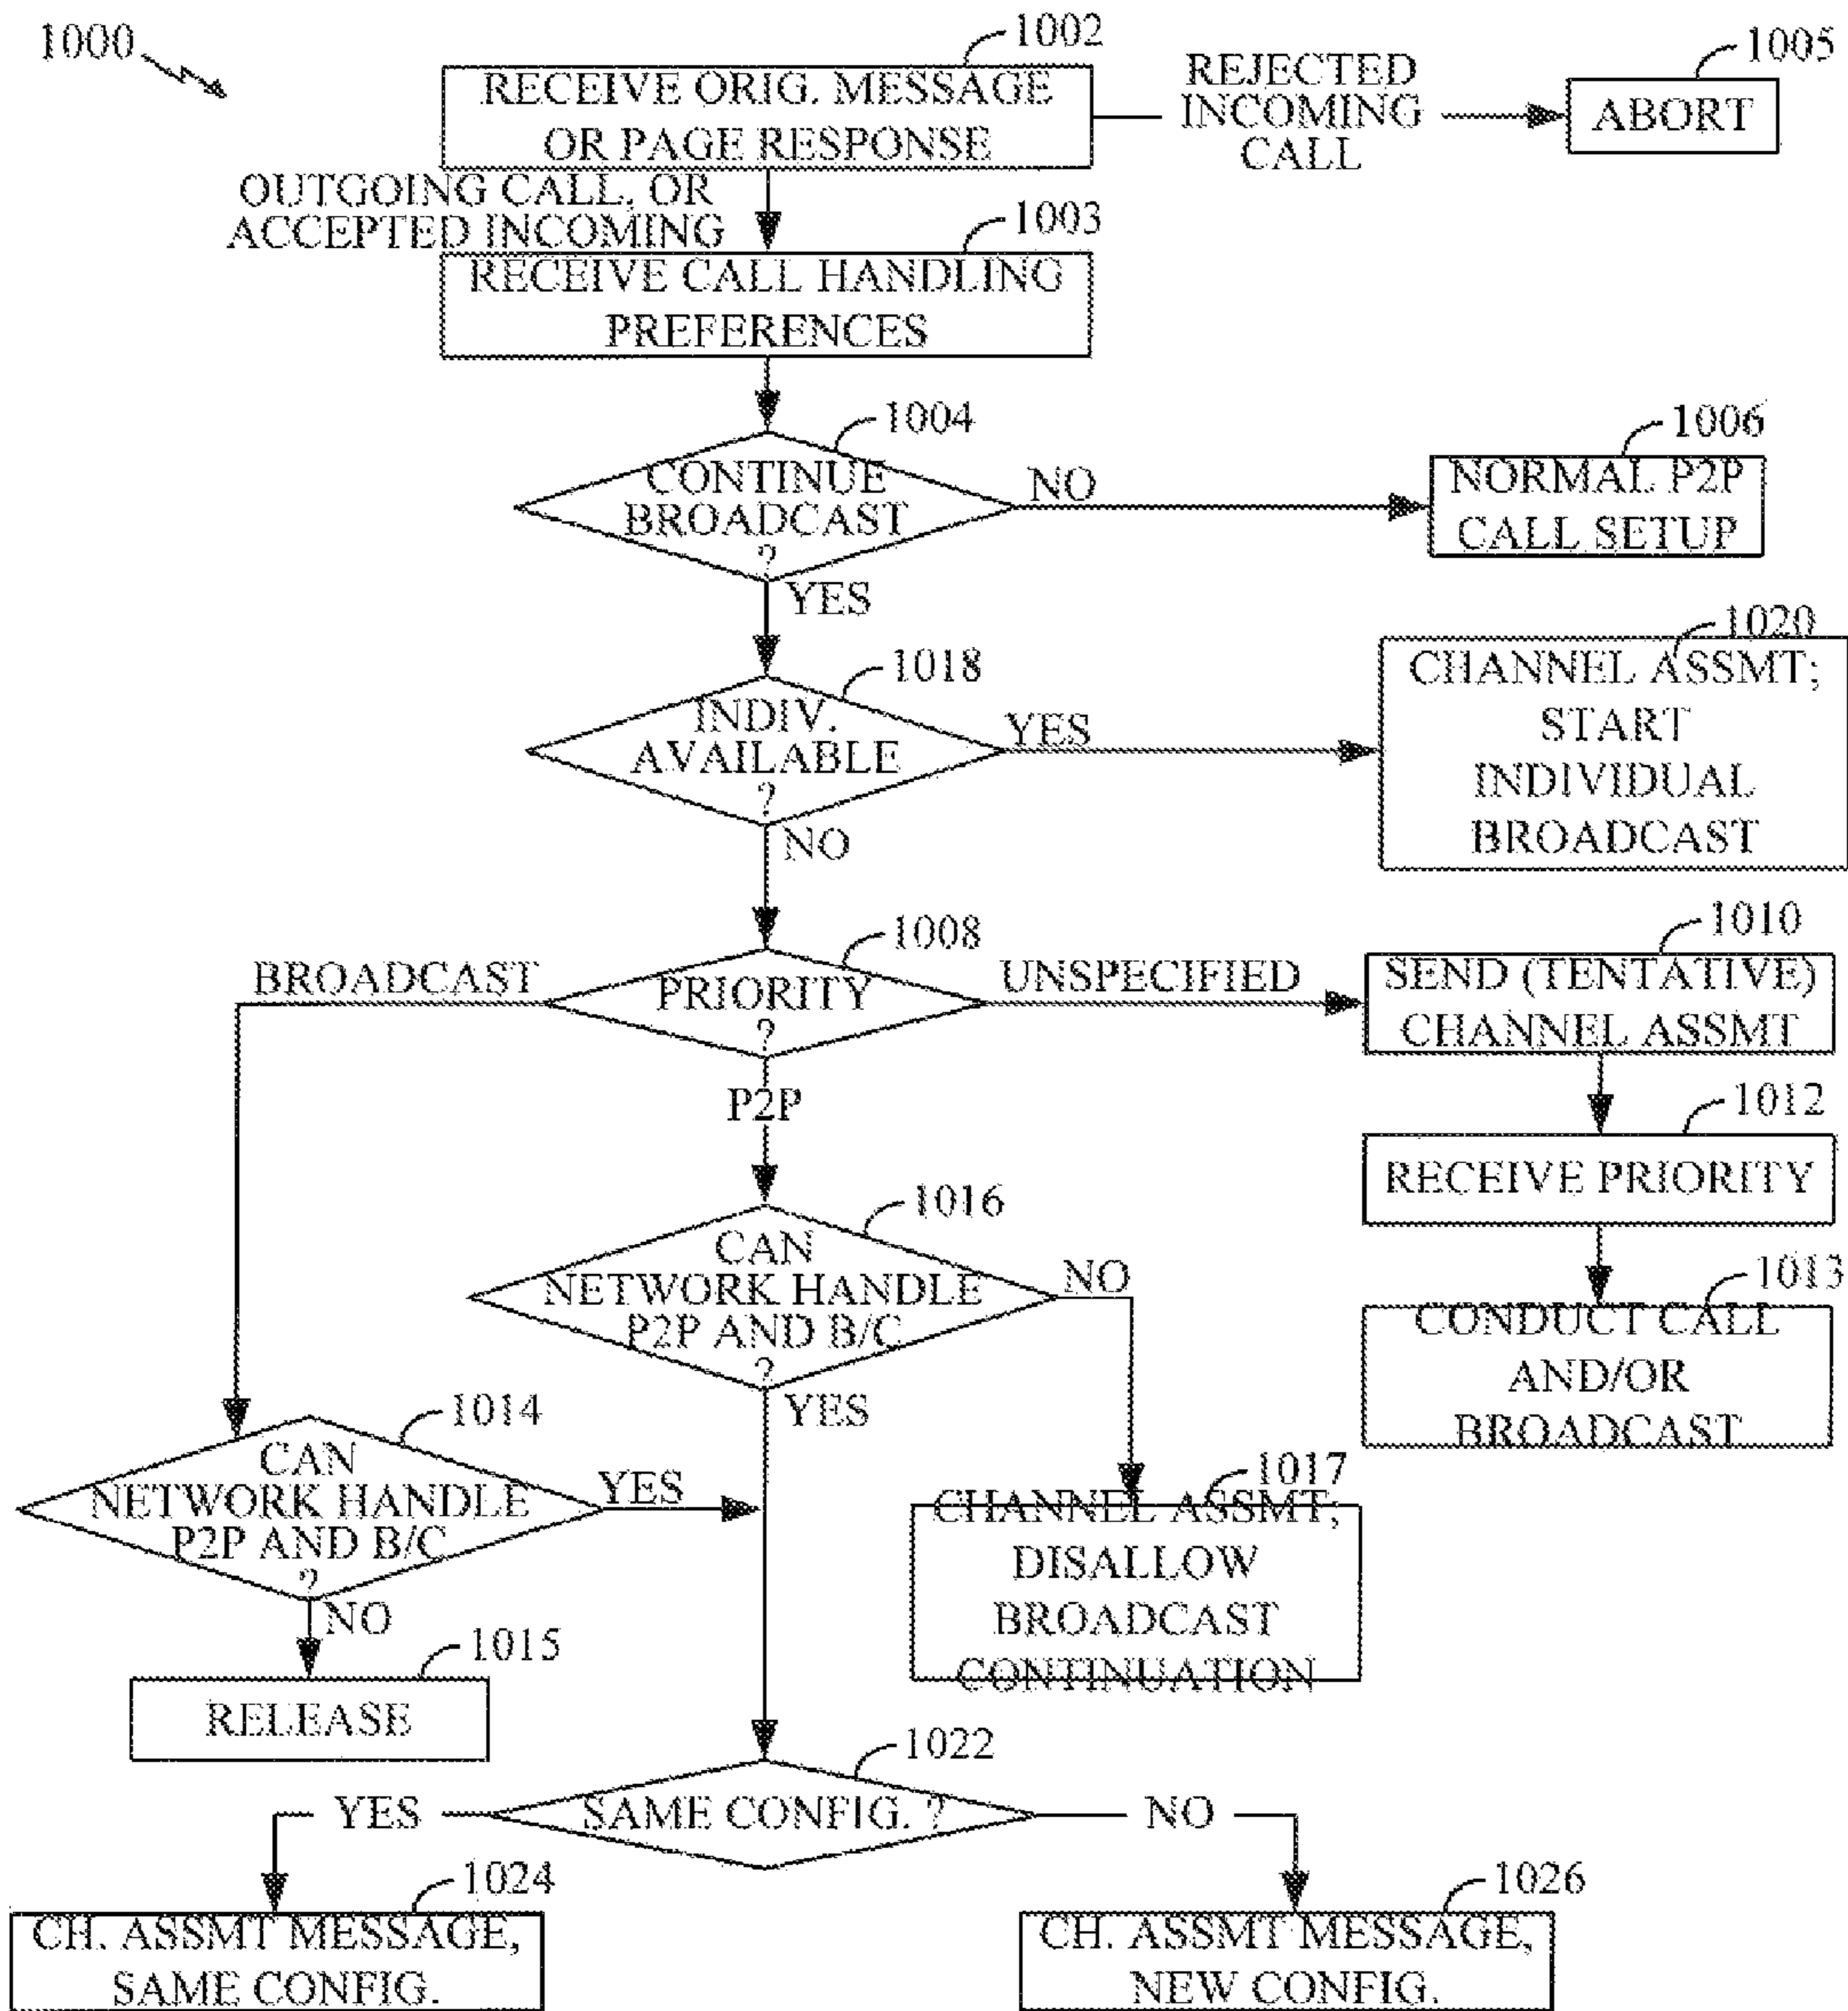 1000
1002
RECEIVE ORIG. MESSAGE
OR PAGE RESPONSE
REJECTED
INCOMING
CALL
1005
ABORT
OUTGOING CALL, OR
ACCEPTED INCOMING
1003
RECEIVE CALL HANDLING
PREFERENCES
1004
CONTINUE
BROADCAST
?
NO
1006
NORMAL P2P
CALL SETUP
YES
1018
INDIV.
AVAILABLE
?
YES
1020
CHANNEL ASSMT;
START
INDIVIDUAL
BROADCAST
NO
1008
BROADCAST
PRIORITY
?
UNSPECIFIED
1010
SEND (TENTATIVE)
CHANNEL ASSMT
P2P
1012
RECEIVE PRIORITY
1016
CAN
NETWORK HANDLE
P2P AND B/C
?
NO
1013
CONDUCT CALL
AND/OR
BROADCAST
YES
1014
CAN
NETWORK HANDLE
P2P AND B/C
?
YES
1017
CHANNEL ASSMT;
DISALLOW
BROADCAST
CONTINUATION
NO
1015
RELEASE
1022
YES
SAME CONFIG. ?
NO
1024
CH. ASSMT MESSAGE,
SAME CONFIG.
1026
CH. ASSMT MESSAGE,
NEW CONFIG.